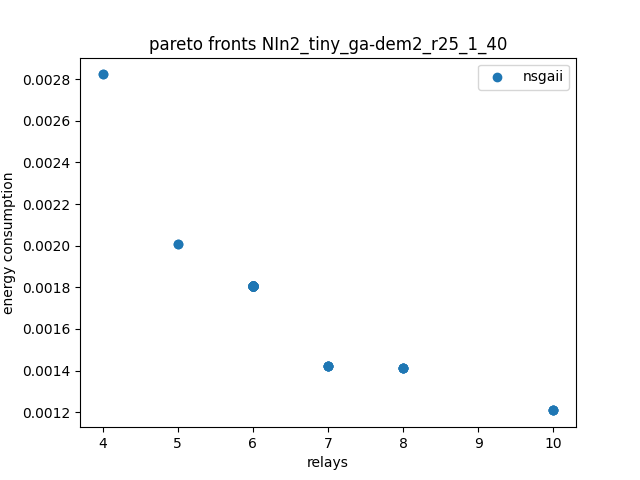 pareto fronts NIn2_tiny_ga-dem2_r25_1_40
nsgaii
0.0028
0.0026
0.0024
0.0022
0.0020
0.0018
0.0016
0.0014
0.0012
energy consumption
4 5 6 7 8 9 10
relays